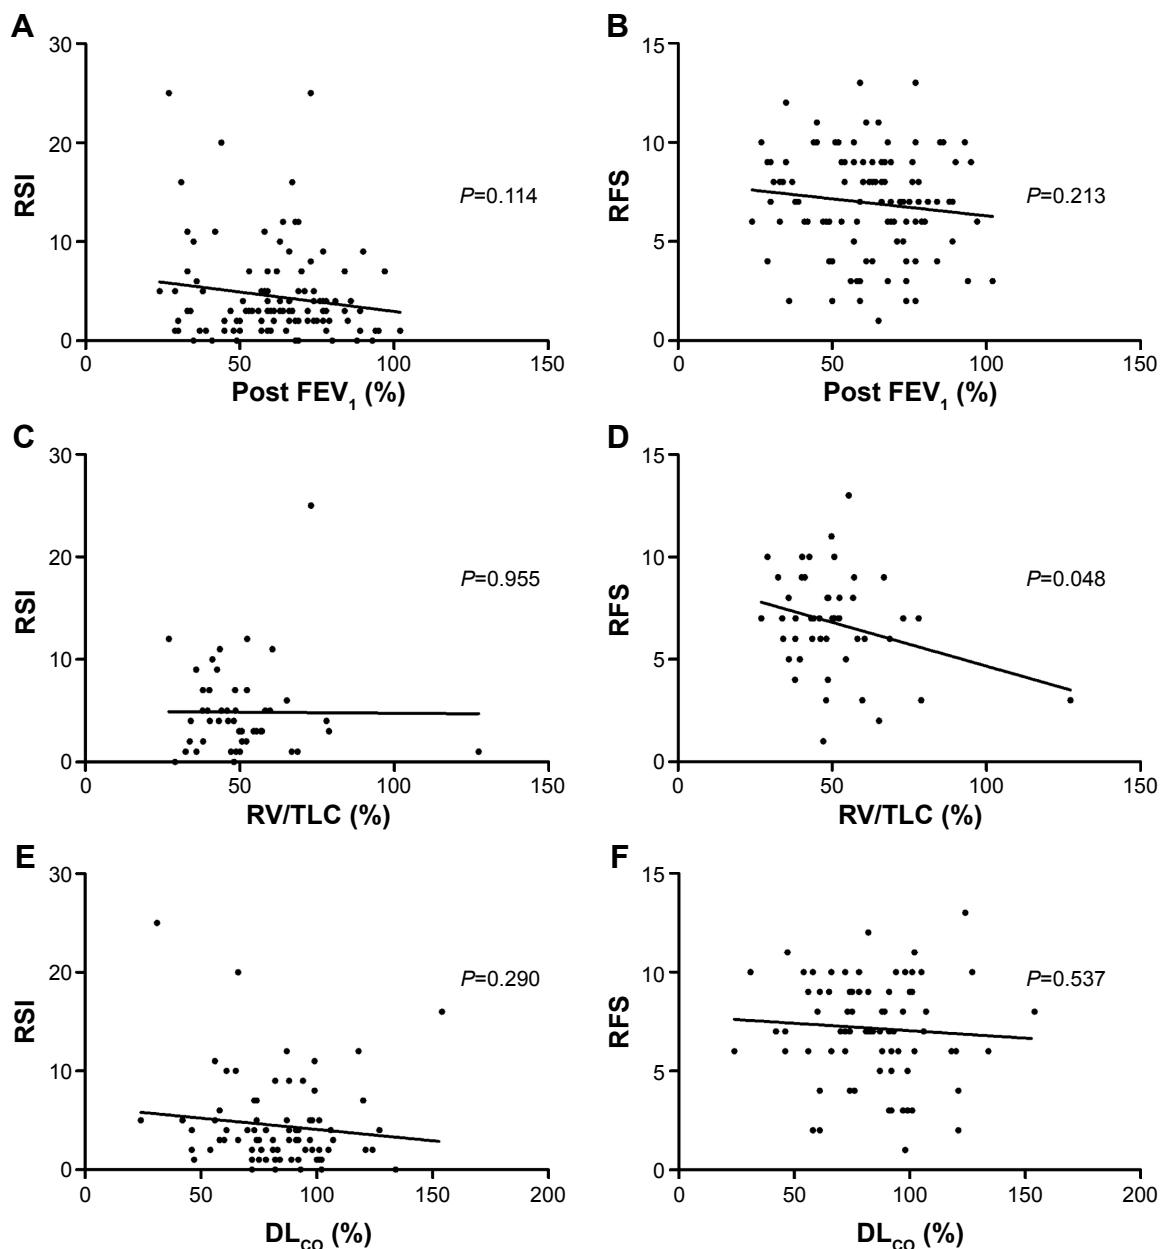 A
30
20
10
0
RSI
P=0.114
0 50 100 150
Post FEV₁ (%)
B
15
10
5
0
RFS
P=0.213
0 50 100 150
Post FEV₁ (%)
C
30
20
10
0
RSI
P=0.955
0 50 100 150
RV/TLC (%)
D
15
10
5
0
RFS
P=0.048
0 50 100 150
RV/TLC (%)
E
30
20
10
0
RSI
P=0.290
0 50 100 150 200
DL_CO (%)
F
15
10
5
0
RFS
P=0.537
0 50 100 150 200
DL_CO (%)